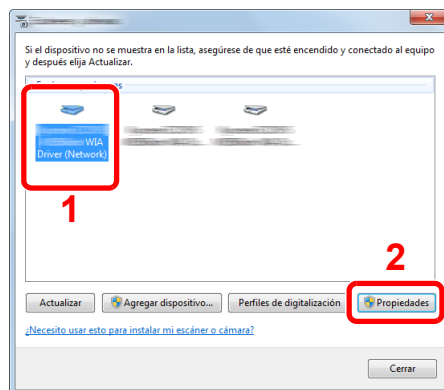 Si el dispositivo no se muestra en la lista, asegúrese de que esté encendido y conectado al equipo
y después elija Actualizar.
WIA
Driver (Network)
1
2
Actualizar
Agregar dispositivo...
Perfiles de digitalización
Propiedades
¿Necesito usar esto para instalar mi escáner o cámara?
Cerrar